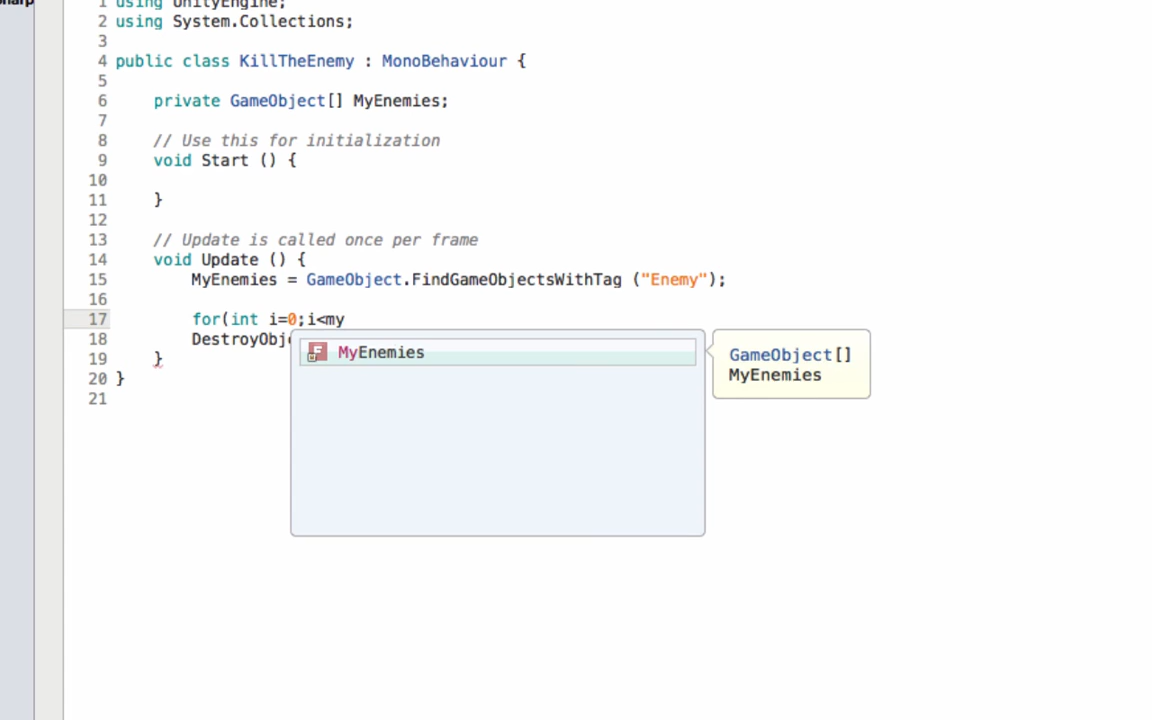 1 using UnityEngine;
2 using System.Collections;
3
4 public class KillTheEnemy : MonoBehaviour {
5
6 private GameObject[] MyEnemies;
7
8 // Use this for initialization
9 void Start () {
10
11 }
12
13 // Update is called once per frame
14 void Update () {
15 MyEnemies = GameObject.FindGameObjectsWithTag ("Enemy");
16
17 for(int i=0;i<my
18 DestroyObj
MyEnemies
GameObject[]
MyEnemies
19 }
20 }
21